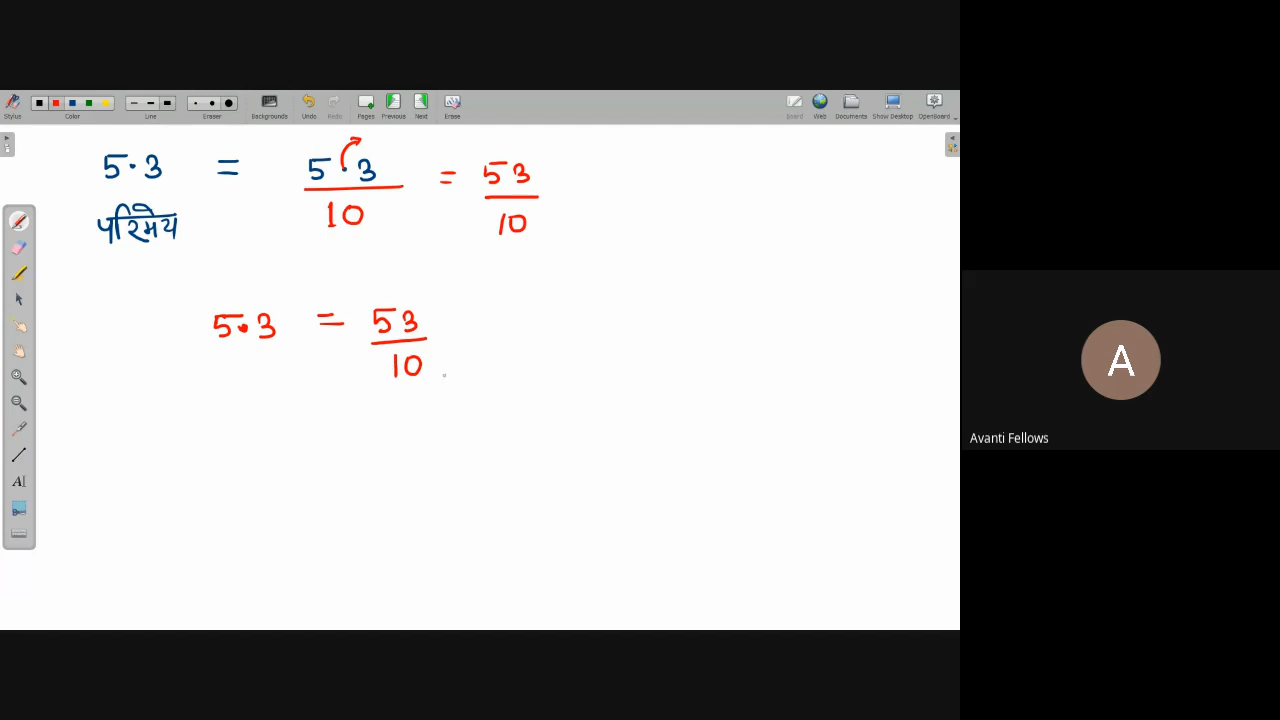 Stylus Color Line Eraser Backgrounds Undo Redo Pages Previous Next Erase Board Web Documents Show Desktop OpenBoard
5.3 = 5.3/10 = 53/10
परिमेय
5.3 = 53/10
A
Avanti Fellows